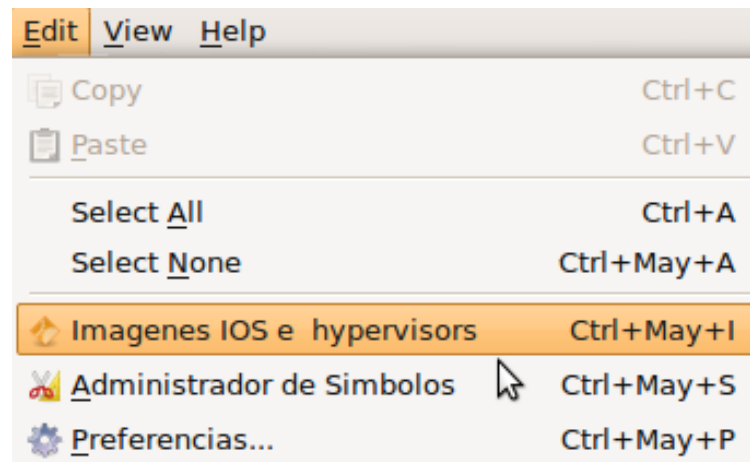 Edit View Help
Copy Ctrl+C
Paste Ctrl+V
Select All Ctrl+A
Select None Ctrl+May+A
Imagenes IOS e hypervisors Ctrl+May+I
Administrador de Simbolos Ctrl+May+S
Preferencias... Ctrl+May+P